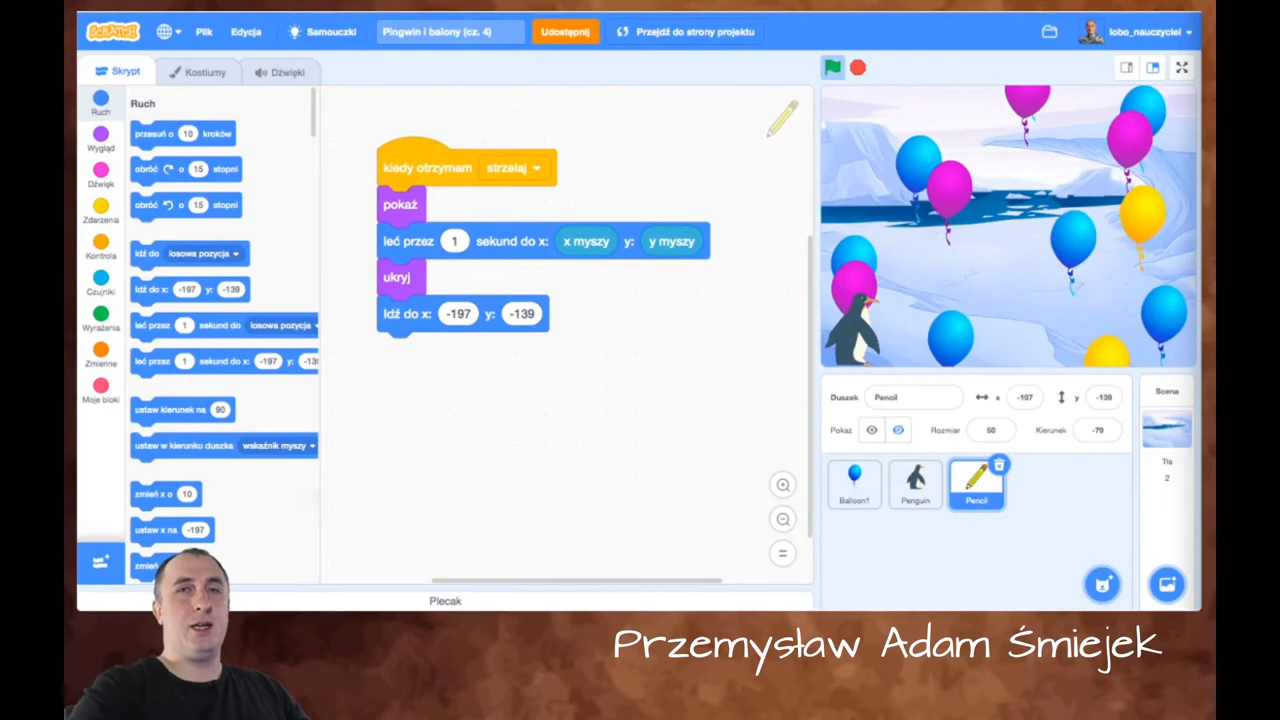 SCRATCH
Plik
Edycja
Samouczki
Pingwin i balony (cz. 4)
Udostępnij
Przejdź do strony projektu
lobo_nauczyciel
Skrypt
Kostiumy
Dźwięki
Ruch
Wygląd
Dźwięk
Zdarzenia
Kontrola
Czujniki
Wyrażenia
Zmienne
Moje bloki
Ruch
przesuń o 10 kroków
obróć o 15 stopni
obróć o 15 stopni
idź do losowa pozycja
idź do x: -197 y: -139
leć przez 1 sekund do losowa pozycja
leć przez 1 sekund do x: -197 y: -13
ustaw kierunek na 90
ustaw w kierunku duszka wskaźnik myszy
zmień x o 10
ustaw x na -197
zmień
kiedy otrzymam strzelaj
pokaż
leć przez 1 sekund do x: x myszy y: y myszy
ukryj
idź do x: -197 y: -139
Plecak
Duszek Pencil x -197 y -139
Pokaż Rozmiar 50 Kierunek -79
Balloon1
Penguin
Pencil
Scena
Tła
2
Przemysław Adam Śmiejek